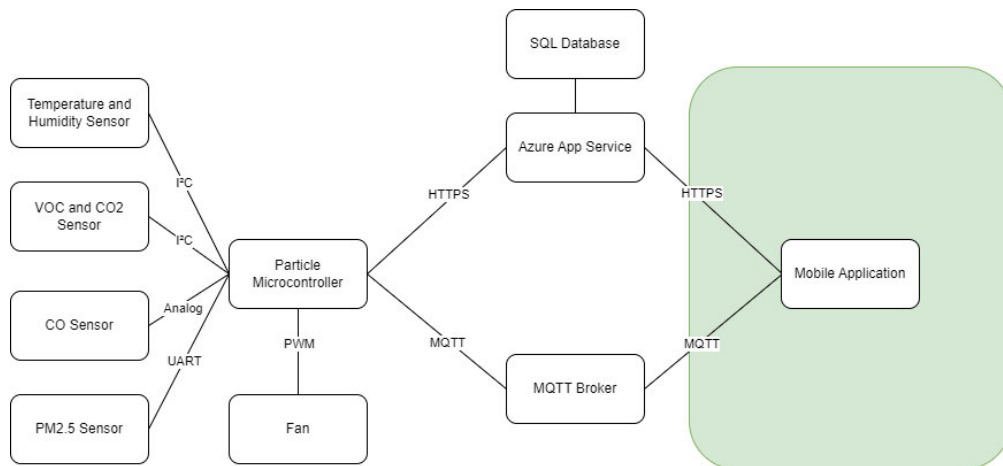 SQL Database
Temperature and
Humidity Sensor
Azure App Service
I²C
HTTPS
HTTPS
VOC and CO2
Sensor
I²C
Particle
Microcontroller
Mobile Application
Analog
CO Sensor
PWM
MQTT
MQTT
UART
MQTT Broker
PM2.5 Sensor
Fan